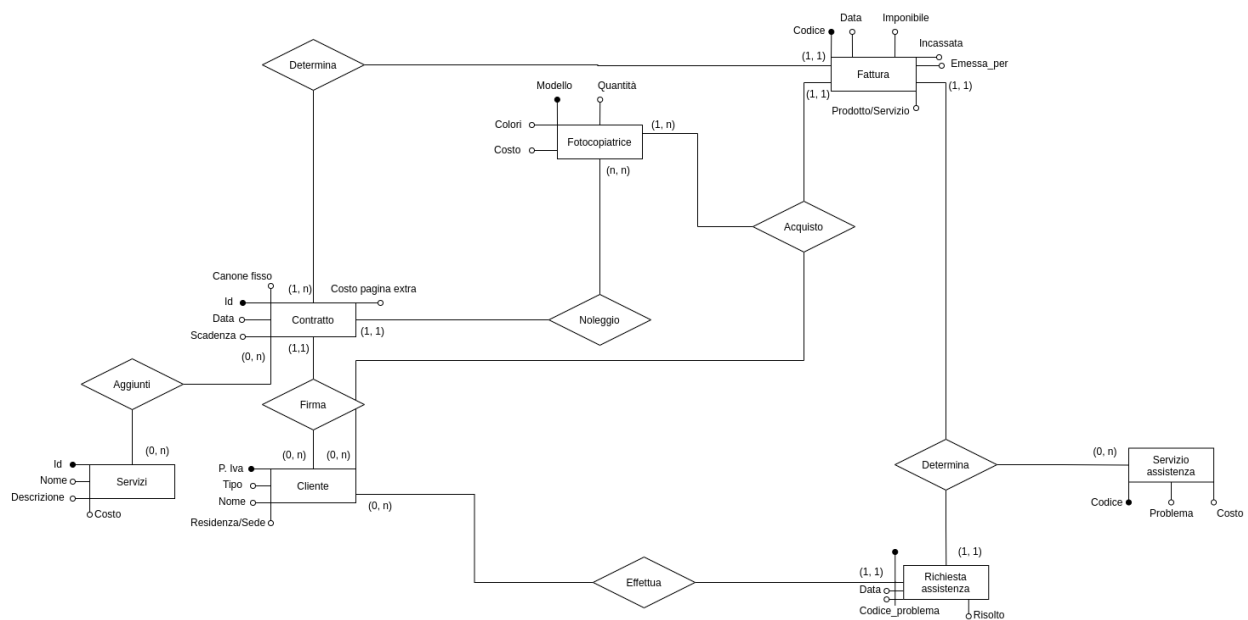 Data
Imponibile
Codice
Incassata
Determina
(1, 1)
Emessa_per
Fattura
Modello
Quantità
(1, 1)
(1, 1)
Prodotto/Servizio
Colori
(1, n)
Fotocopiatrice
Costo
(n, n)
Acquisto
Canone fisso
(1, n)
Costo pagina extra
Id
Data
Contratto
Noleggio
Scadenza
(1, 1)
(1,1)
(0, n)
Aggiunti
Firma
(0, n)
(0, n)
(0, n)
(0, n)
Id
P. Iva
Servizio
assistenza
Determina
Nome
Servizi
Tipo
Cliente
Descrizione
Nome
(0, n)
Codice
Costo
Residenza/Sede
Problema
Costo
(1, 1)
Effettua
(1, 1)
Richiesta
assistenza
Data
Codice_problema
Risolto